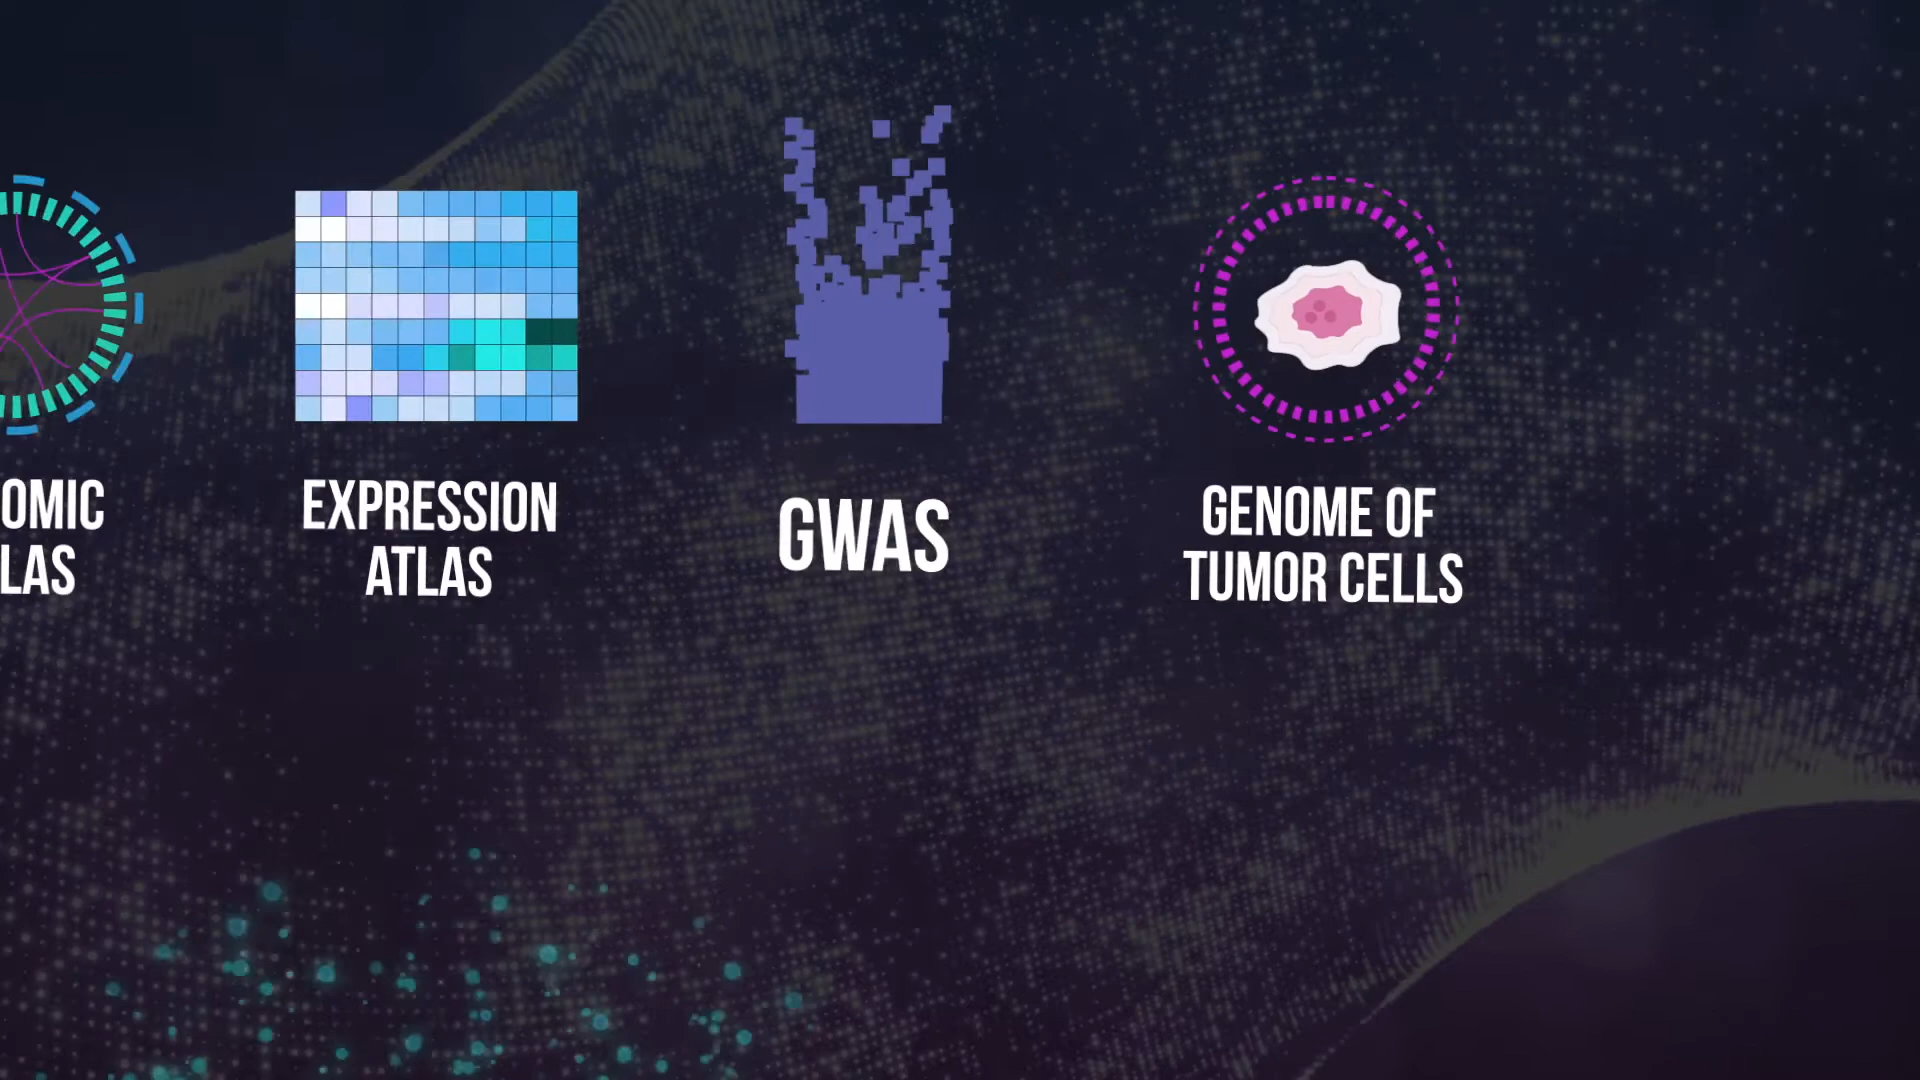 OMIC
LAS
EXPRESSION
ATLAS
GWAS
GENOME OF
TUMOR CELLS